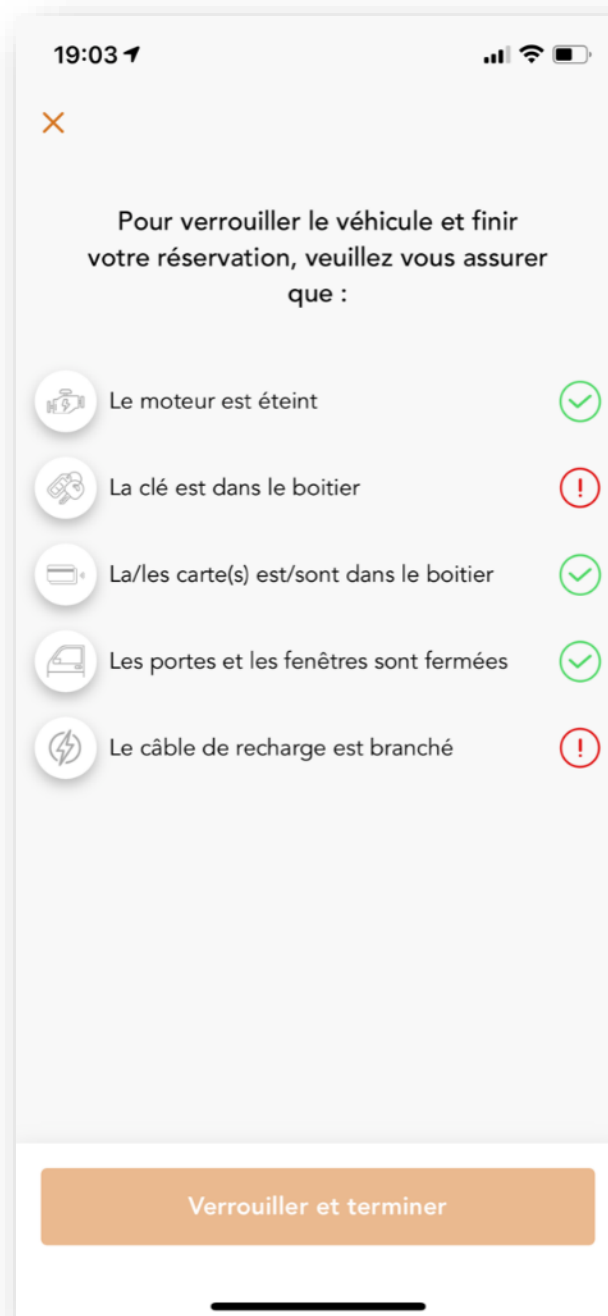 19:03
Pour verrouiller le véhicule et finir
votre réservation, veuillez vous assurer
que :
Le moteur est éteint
La clé est dans le boitier
La/les carte(s) est/sont dans le boitier
Les portes et les fenêtres sont fermées
Le câble de recharge est branché
Verrouiller et terminer